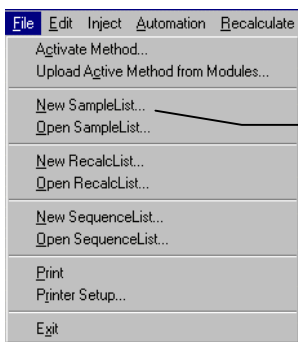 File Edit Inject Automation Recalculate
Activate Method...
Upload Active Method from Modules...
New SampleList...
Open SampleList...
New RecalcList...
Open RecalcList...
New SequenceList...
Open SequenceList...
Print
Printer Setup...
Exit